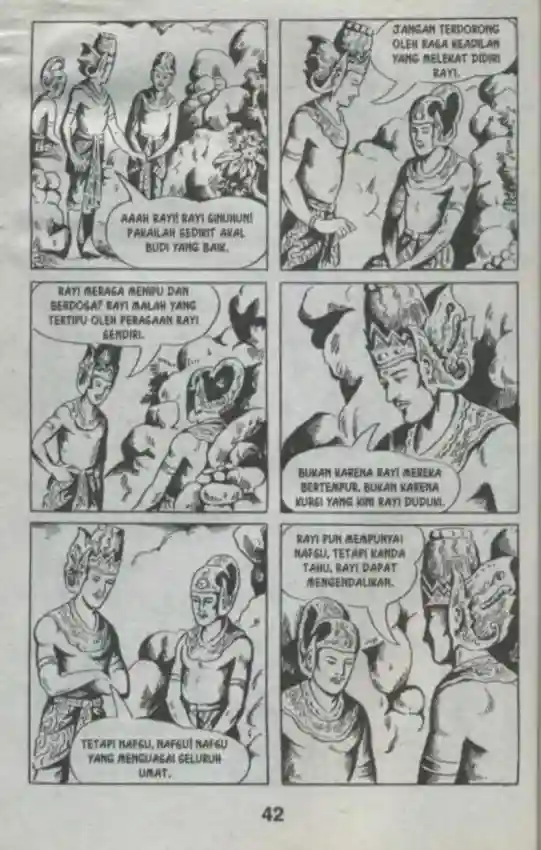 AAAH RAYI! RAYI GINUHUN!
PAKAILAH SEDIKIT AKAL
BUDI YANG BAIK.
JANGAN TERDORONG
OLEH RASA KEADILAN
YANG MELEKAT DIDIRI
RAYI.
RAYI MERASA MENIPU DAN
BERDOSA? RAYI MALAH YANG
TERTIPU OLEH PERASAAN RAYI
SENDIRI.
BUKAN KARENA RAYI MEREKA
BERTEMPUR. BUKAN KARENA
KURSI YANG KINI RAYI DUDUKI.
TETAPI NAFSU, NAFSU! NAFSU
YANG MENGUASAI SELURUH
UMAT.
RAYI PUN MEMPUNYAI
NAFSU, TETAPI KANDA
TAHU, RAYI DAPAT
MENGENDALIKAN.
42